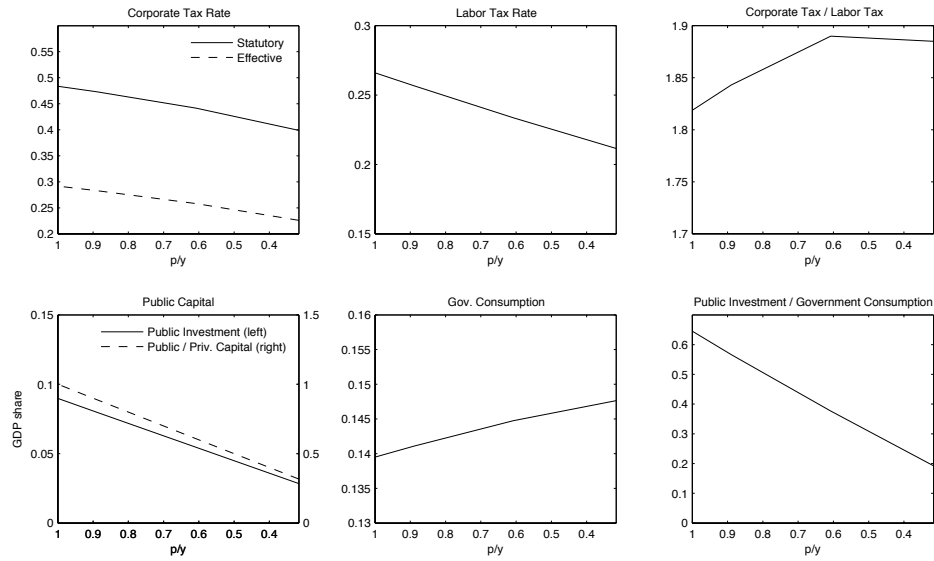 Corporate Tax Rate
0.55
0.5
0.45
0.4
0.35
0.3
0.25
0.2
Statutory
Effective
1 0.9 0.8 0.7 0.6 0.5 0.4
p/y
Labor Tax Rate
0.3
0.25
0.2
0.15
1 0.9 0.8 0.7 0.6 0.5 0.4
p/y
Corporate Tax / Labor Tax
1.9
1.85
1.8
1.75
1.7
1 0.9 0.8 0.7 0.6 0.5 0.4
p/y
Public Capital
0.15
0.1
0.05
0
GDP share
Public Investment (left)
Public / Priv. Capital (right)
1.5
1
0.5
0
1 0.9 0.8 0.7 0.6 0.5 0.4
p/y
Gov. Consumption
0.16
0.155
0.15
0.145
0.14
0.135
0.13
1 0.9 0.8 0.7 0.6 0.5 0.4
p/y
Public Investment / Government Consumption
0.6
0.5
0.4
0.3
0.2
0.1
0
1 0.9 0.8 0.7 0.6 0.5 0.4
p/y